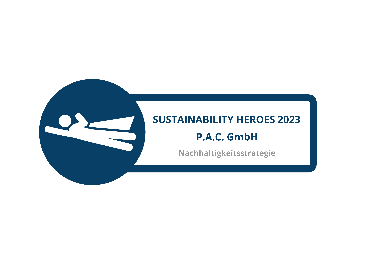 SUSTAINABILITY HEROES 2023
P.A.C. GmbH
Nachhaltigkeitsstrategie